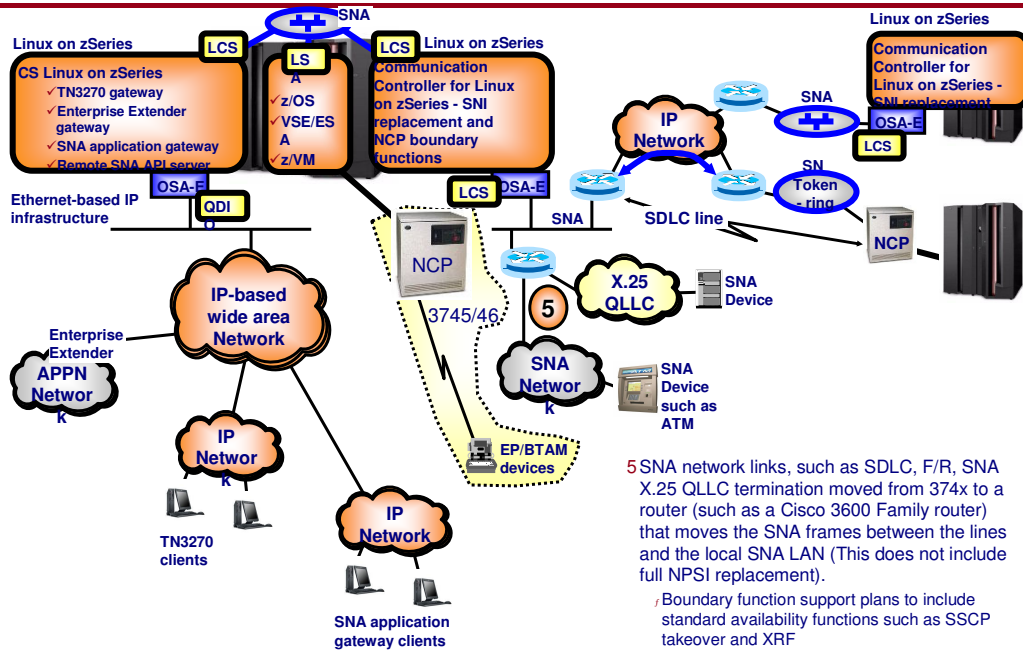 SNA
Linux on zSeries
LCS
LCS
Linux on zSeries
Linux on zSeries
CS Linux on zSeries
✓TN3270 gateway
✓Enterprise Extender
gateway
✓SNA application gateway
✓Remote SNA API server
LS
A
✓z/OS
✓VSE/ES
A
✓z/VM
Communication
Controller for Linux
on zSeries - SNI
replacement and
NCP boundary
functions
Communication
Controller for
Linux on zSeries -
SNI replacement
OSA-E
LCS
SNA
IP
Network
OSA-E
QDI
O
LCS
OSA-E
Ethernet-based IP
infrastructure
SNA
SDLC line
SN
Token
- ring
NCP
NCP
3745/46
IP-based
wide area
Network
5
X.25
QLLC
SNA
Device
Enterprise
Extender
APPN
Networ
k
SNA
Networ
k
SNA
Device
such as
ATM
IP
Networ
k
EP/BTAM
devices
TN3270
clients
IP
Network
SNA application
gateway clients
5 SNA network links, such as SDLC, F/R, SNA
X.25 QLLC termination moved from 374x to a
router (such as a Cisco 3600 Family router)
that moves the SNA frames between the lines
and the local SNA LAN (This does not include
full NPSI replacement).
ƒ Boundary function support plans to include
standard availability functions such as SSCP
takeover and XRF